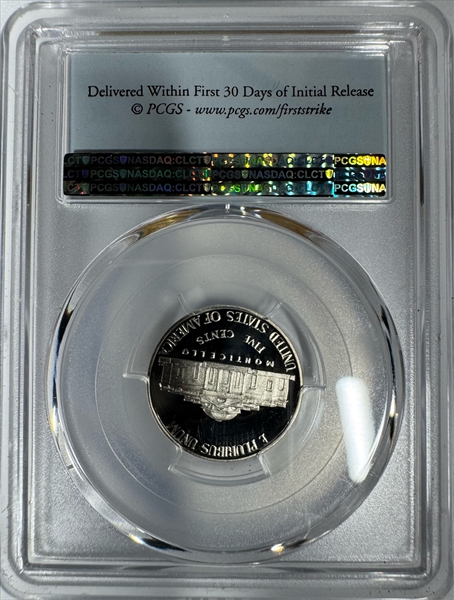 Delivered Within First 30 Days of Initial Release
© PCGS - www.pcgs.com/firststrike
CLCT PCGS NASDAQ:CLCT PCGS NA
PCGS NASDAQ:CLCT PCGS NA
E PLURIBUS UNUM
MONTICELLO
FIVE CENTS
UNITED STATES OF AMERICA